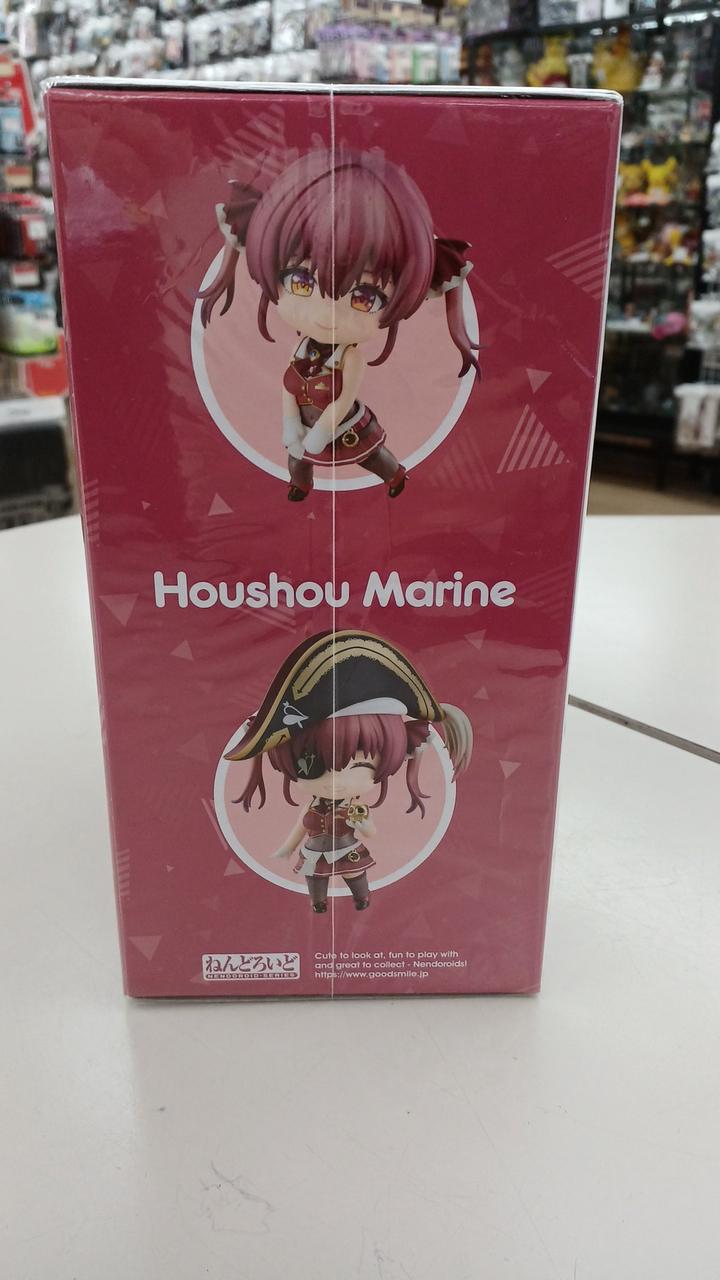 Houshou Marine
ねんどろいど
NENDOROID·SERIES
Cute to look at, fun to play with
and great to collect - Nendoroids!
https://www.goodsmile.jp